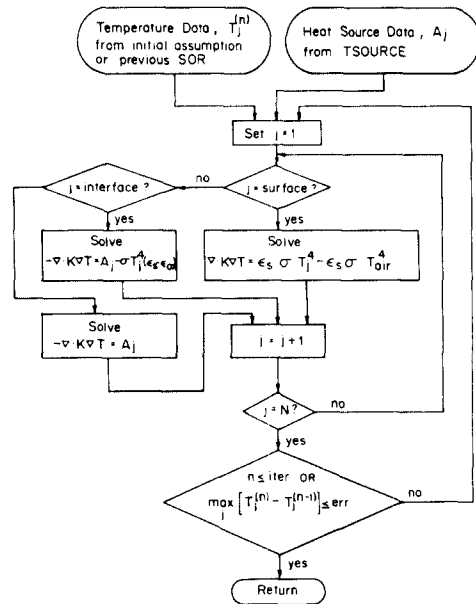 Temperature Data, T_j^(n)
from initial assumption
or previous SOR
Heat Source Data, A_j
from TSOURCE
Set j=1
j=interface?
no
j=surface?
yes
yes
Solve
-∇·K∇T=A_j-σT_j^4(ε_s ε_∞)
Solve
∇·K∇T=ε_s σ T_j^4-ε_s σ T_air^4
Solve
-∇·K∇T=A_j
j=j+1
j=N?
no
yes
n≤iter OR
max_j [T_j^(n)-T_j^(n-1)]≤err
no
yes
Return